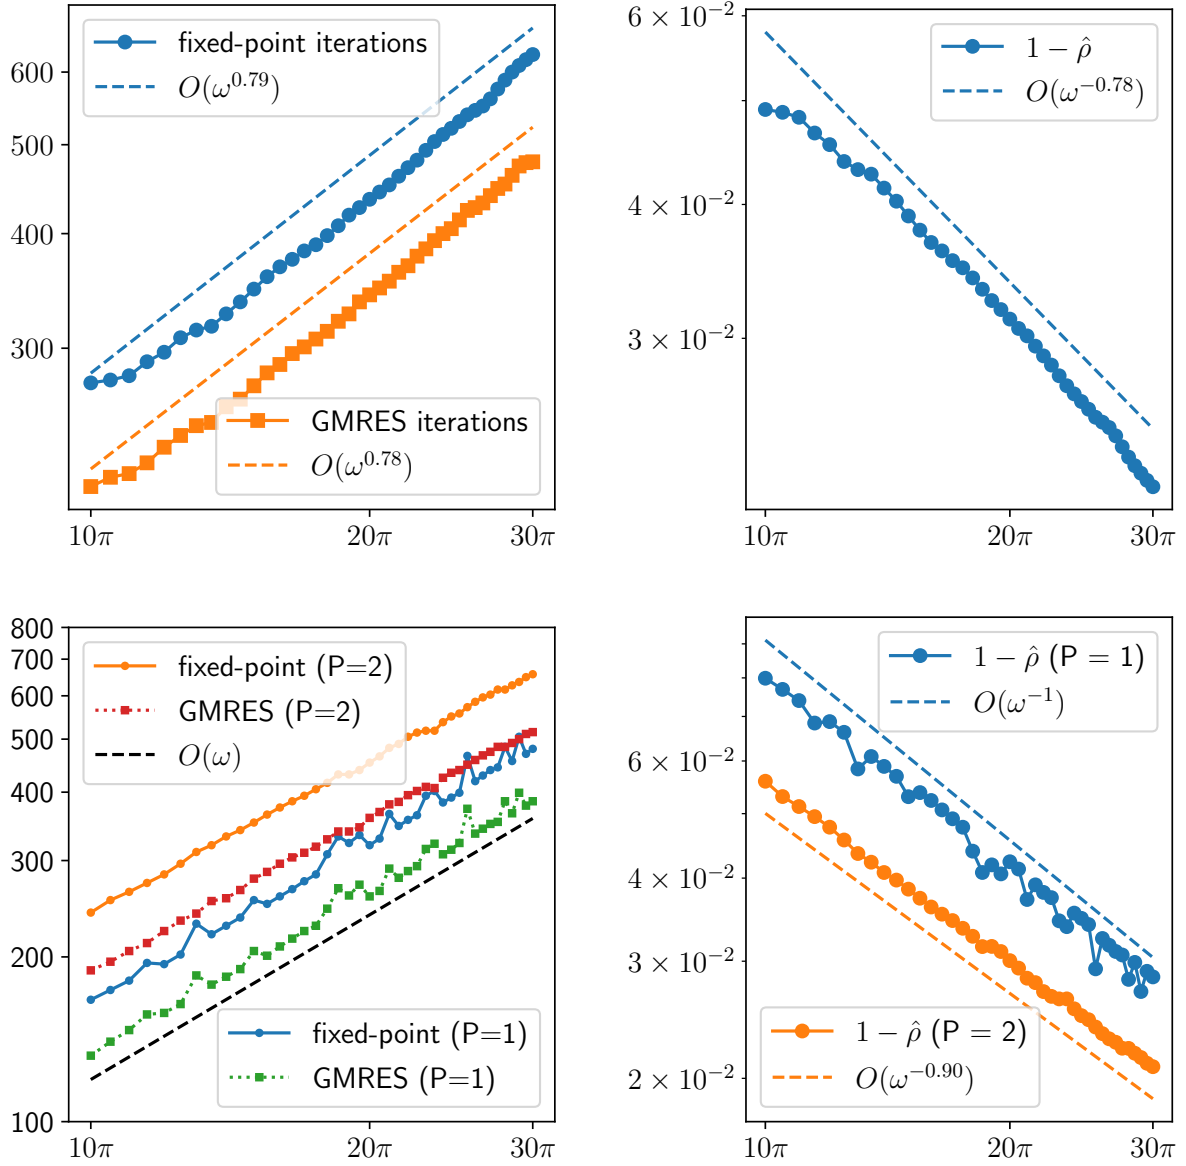 600
500
400
300
10π
20π
30π
fixed-point iterations
O(ω^0.79)
GMRES iterations
O(ω^0.78)
6 × 10^−2
4 × 10^−2
3 × 10^−2
10π
20π
30π
1 − ρ̂
O(ω^−0.78)
800
700
600
500
400
300
200
100
10π
20π
30π
fixed-point (P=2)
GMRES (P=2)
O(ω)
fixed-point (P=1)
GMRES (P=1)
6 × 10^−2
4 × 10^−2
3 × 10^−2
2 × 10^−2
10π
20π
30π
1 − ρ̂ (P = 1)
O(ω^−1)
1 − ρ̂ (P = 2)
O(ω^−0.90)